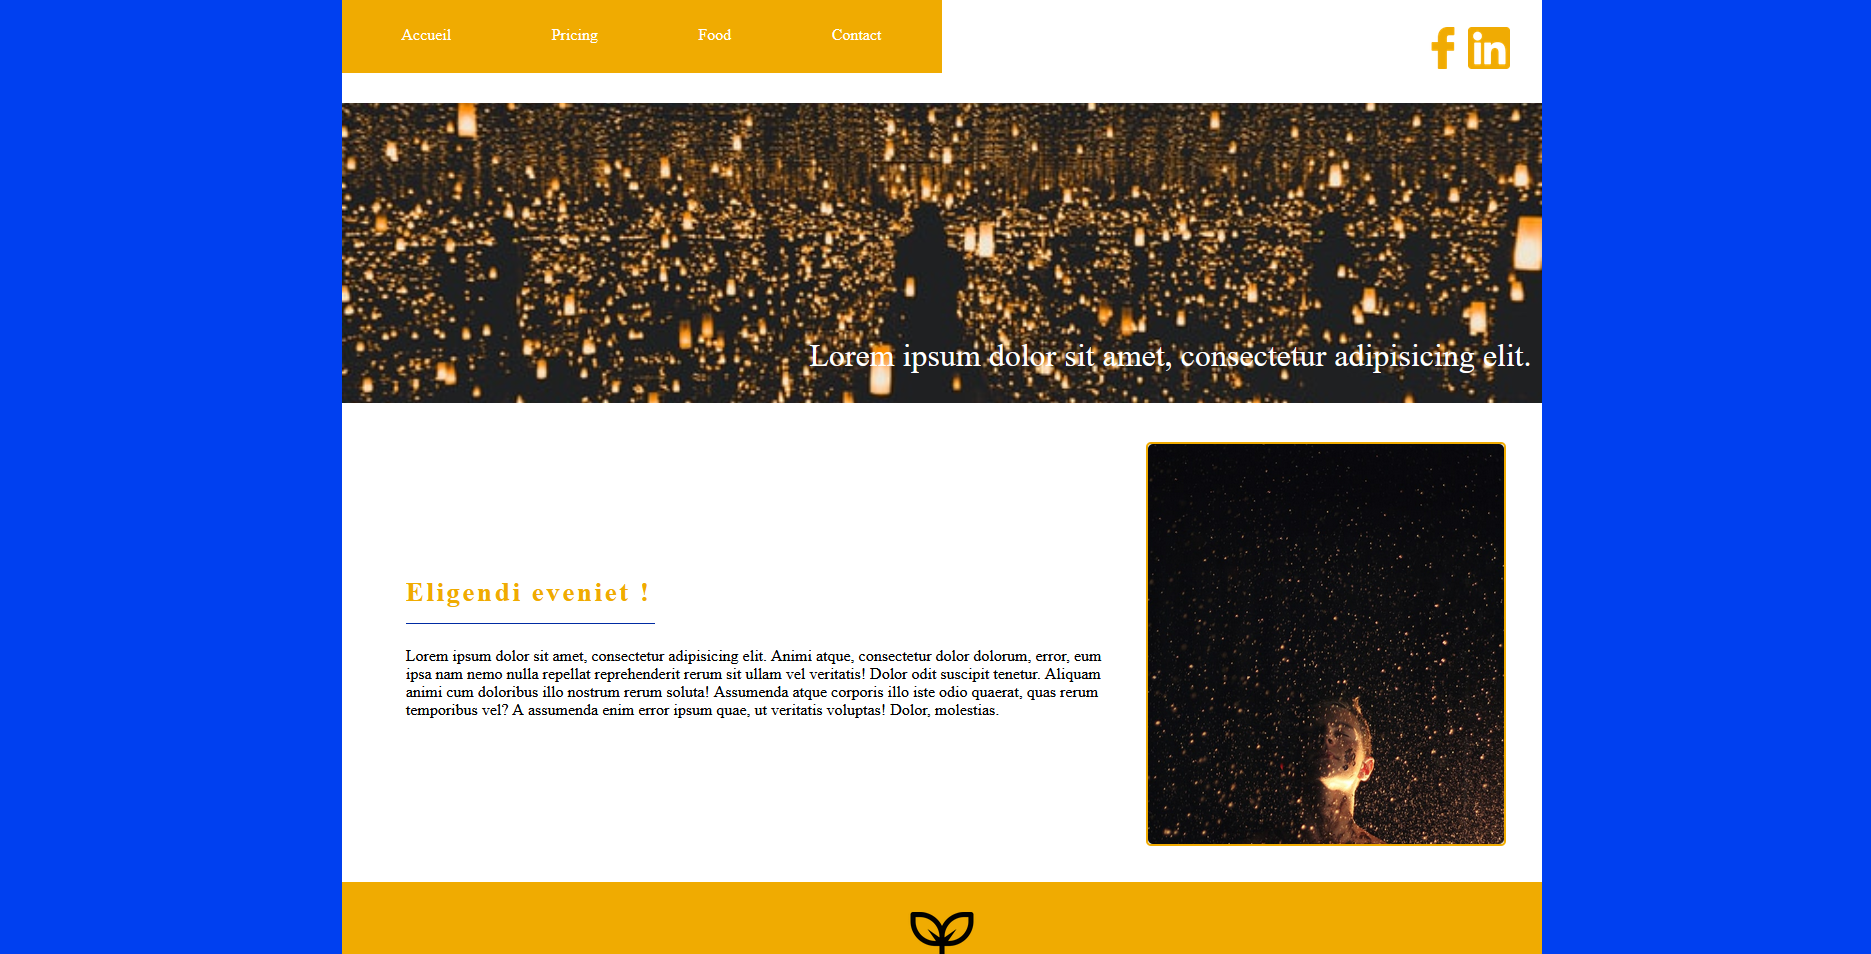 Accueil Pricing Food Contact
f in
Lorem ipsum dolor sit amet, consectetur adipisicing elit.
Eligendi eveniet !
Lorem ipsum dolor sit amet, consectetur adipisicing elit. Animi atque, consectetur dolor dolorum, error, eum
ipsa nam nemo nulla repellat reprehenderit rerum sit ullam vel veritatis! Dolor odit suscipit tenetur. Aliquam
animi cum doloribus illo nostrum rerum soluta! Assumenda atque corporis illo iste odio quaerat, quas rerum
temporibus vel? A assumenda enim error ipsum quae, ut veritatis voluptas! Dolor, molestias.